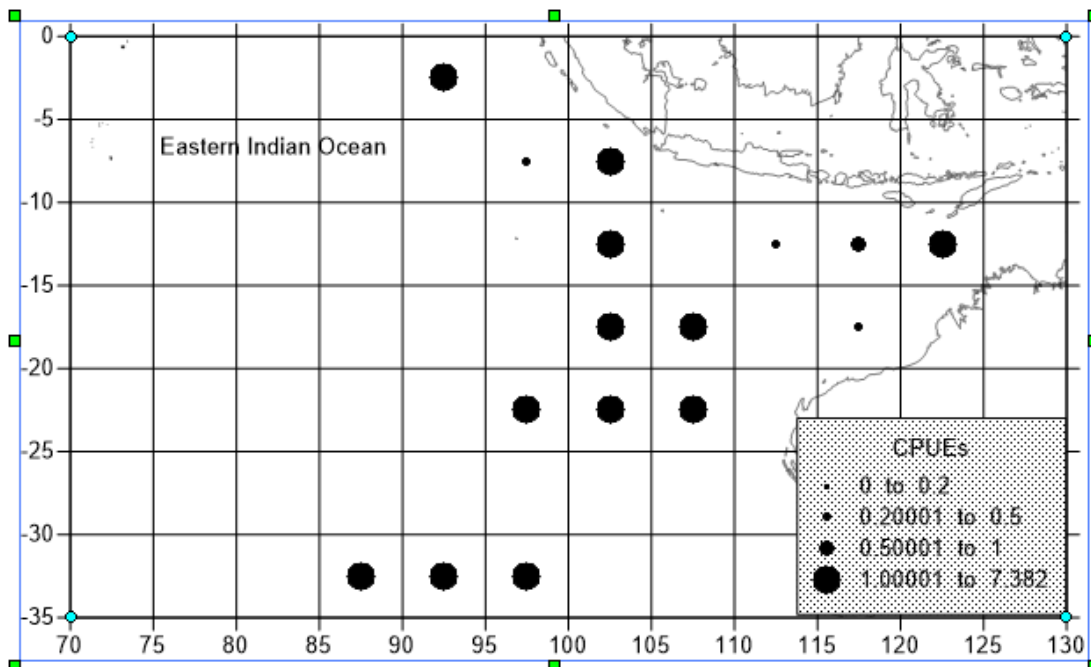 0
-5
Eastern Indian Ocean
-10
-15
-20
-25
CPUEs
0 to 0.2
0.20001 to 0.5
-30
0.50001 to 1
1.00001 to 7.382
-35
70 75 80 85 90 95 100 105 110 115 120 125 130